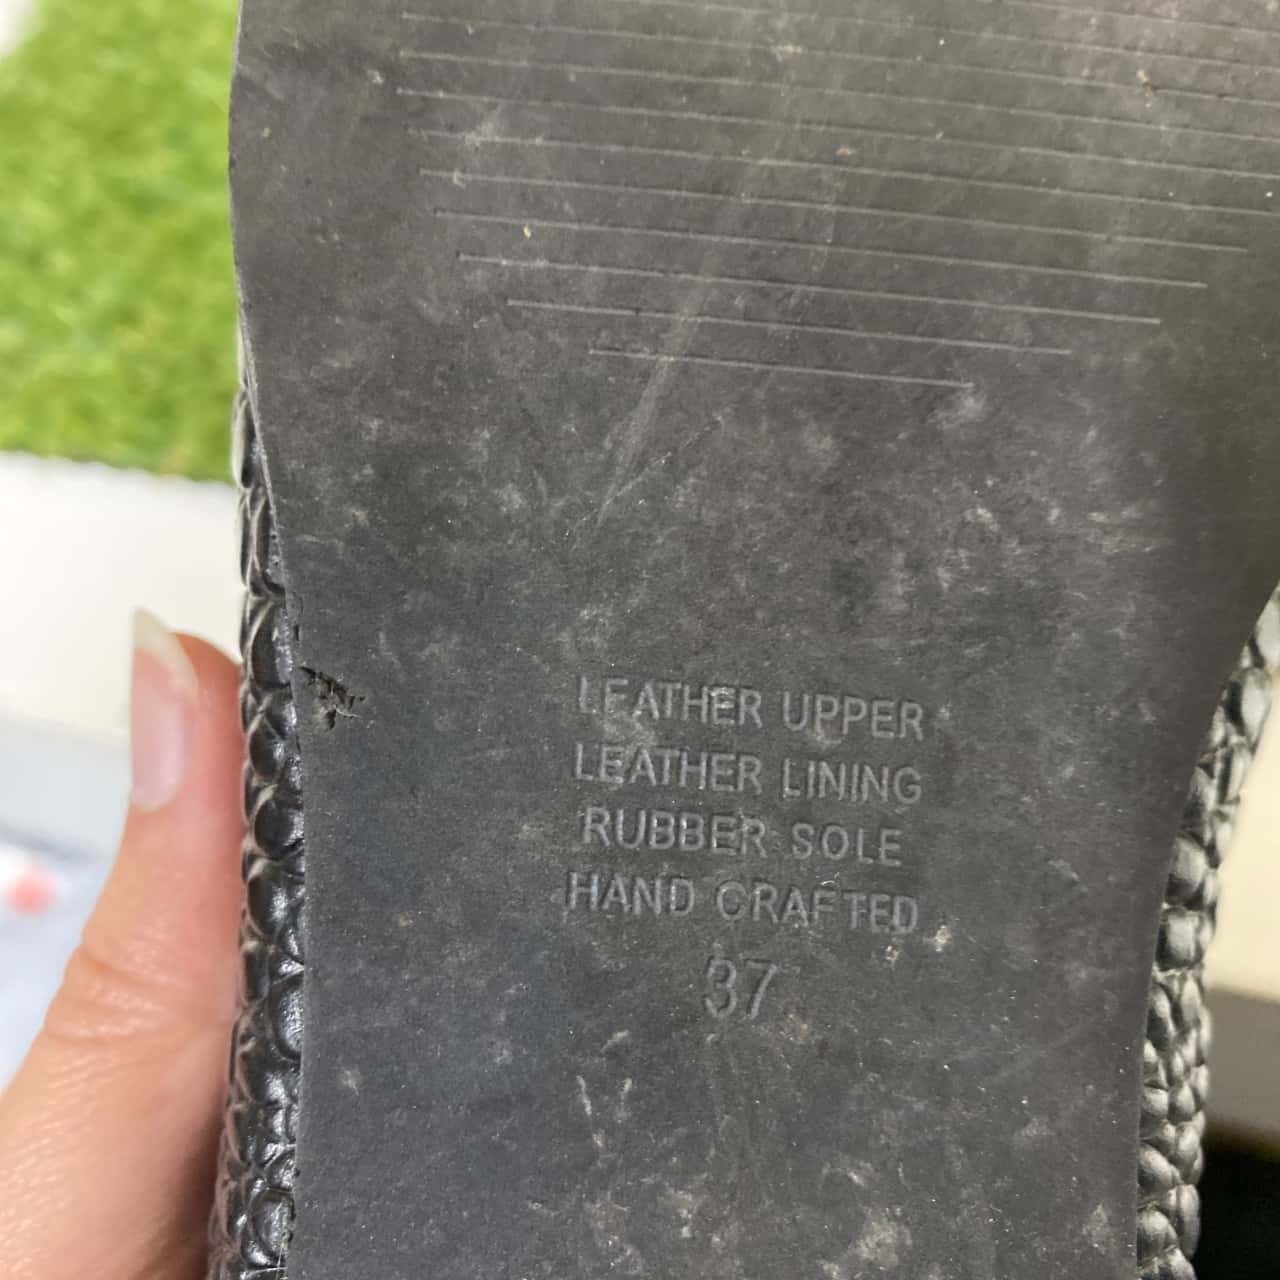 LEATHER UPPER
LEATHER LINING
RUBBER SOLE
HAND CRAFTED
37